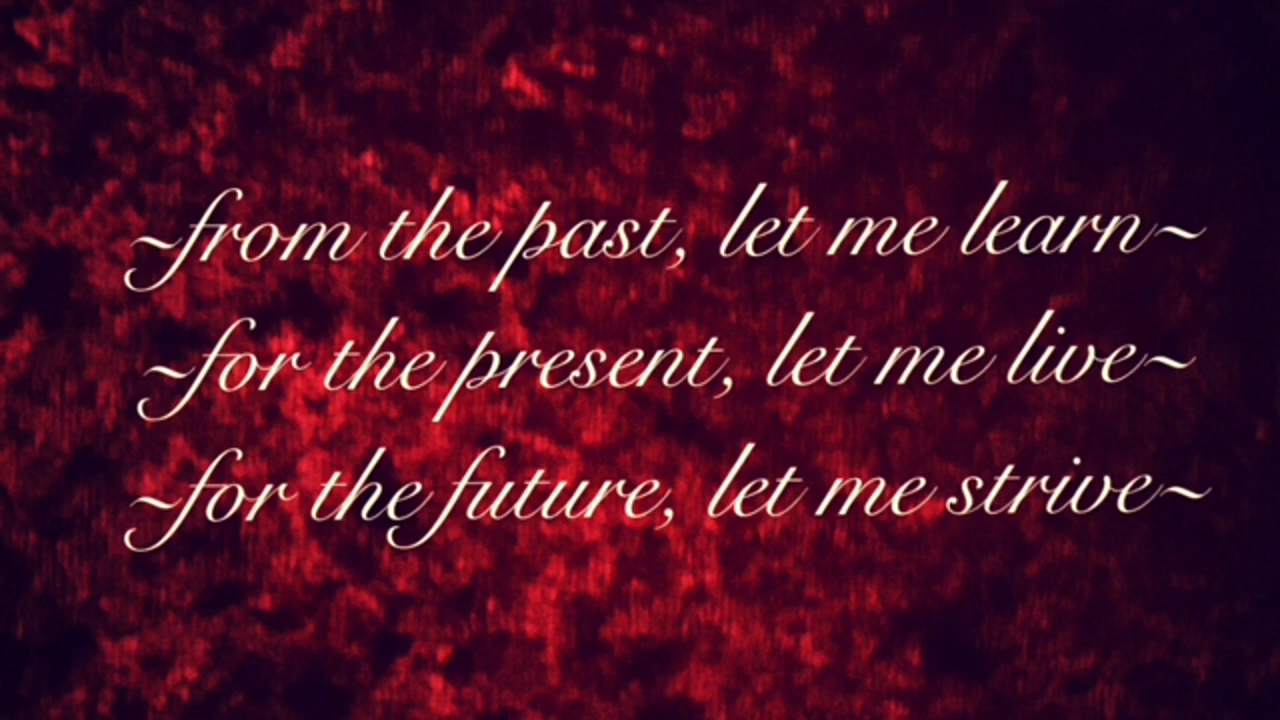 ~from the past, let me learn~
~for the present, let me live~
~for the future, let me strive~